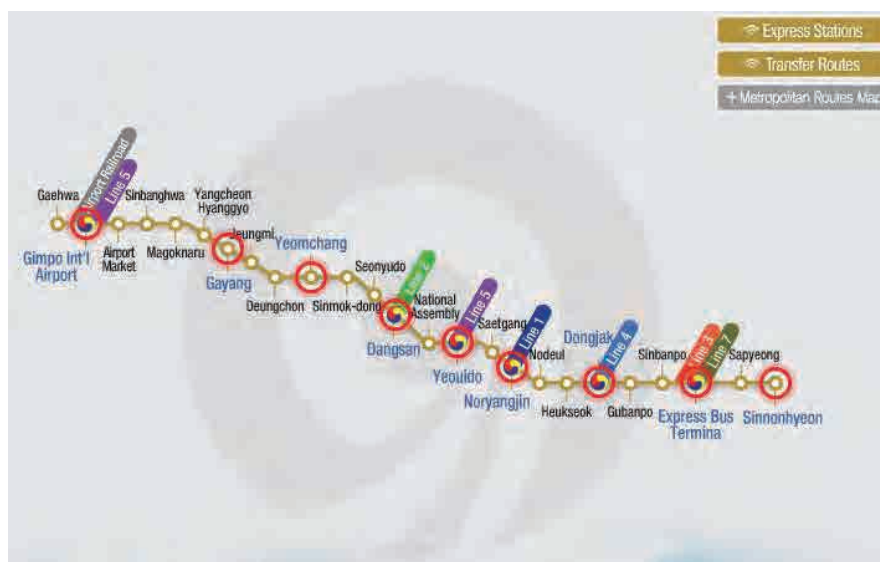 Express Stations
Transfer Routes
+ Metropolitan Routes Map
Gaehwa
Airport Railroad
Line 5
Sinbanghwa
Yangcheon
Hyanggyo
Jeungmi
Yeomchang
Gimpo Int'l
Airport
Airport
Market
Magoknaru
Gayang
Deungchon
Sinmok-dong
Seonyudo
Line 2
National
Assembly
Line 5
Dangsan
Yeouido
Saetgang
Line 1
Noryangjin
Nodeul
Heukseok
Dongjak
Line 4
Gubanpo
Sinbanpo
Line 3
Line 7
Express Bus
Termina
Sapyeong
Sinnonhyeon